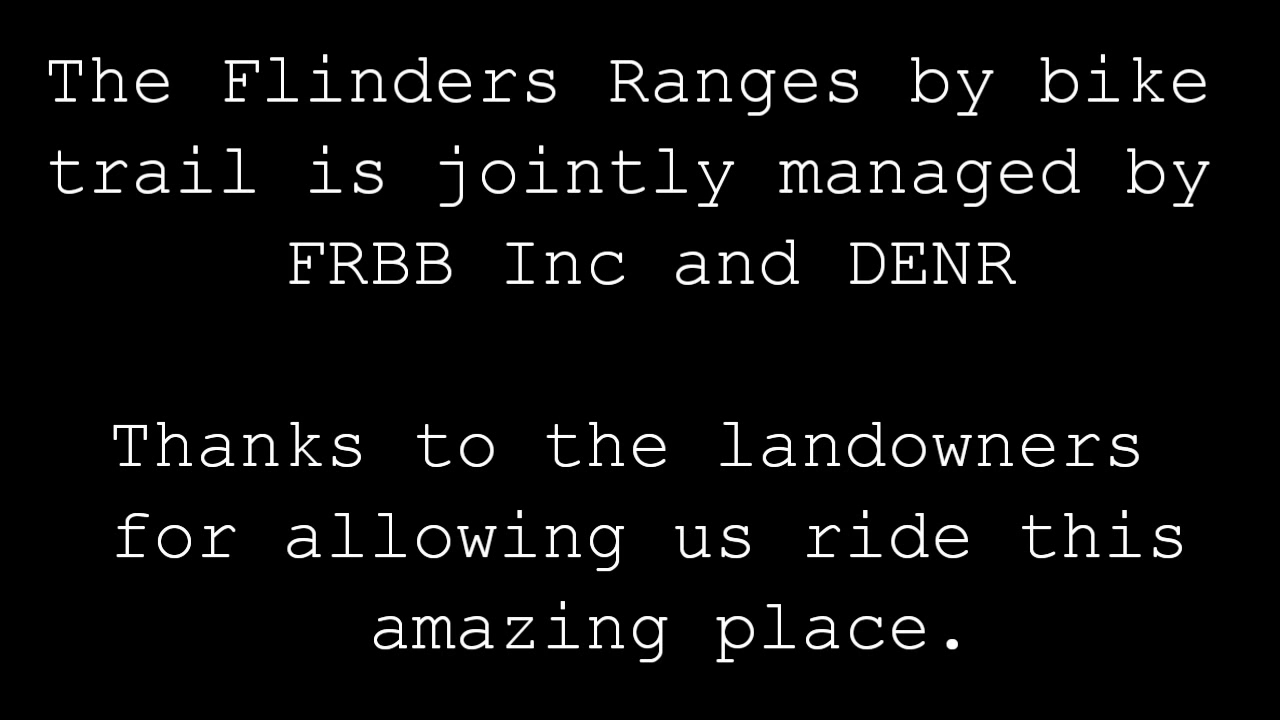 The Flinders Ranges by bike
trail is jointly managed by
FRBB Inc and DENR
Thanks to the landowners
for allowing us ride this
amazing place.